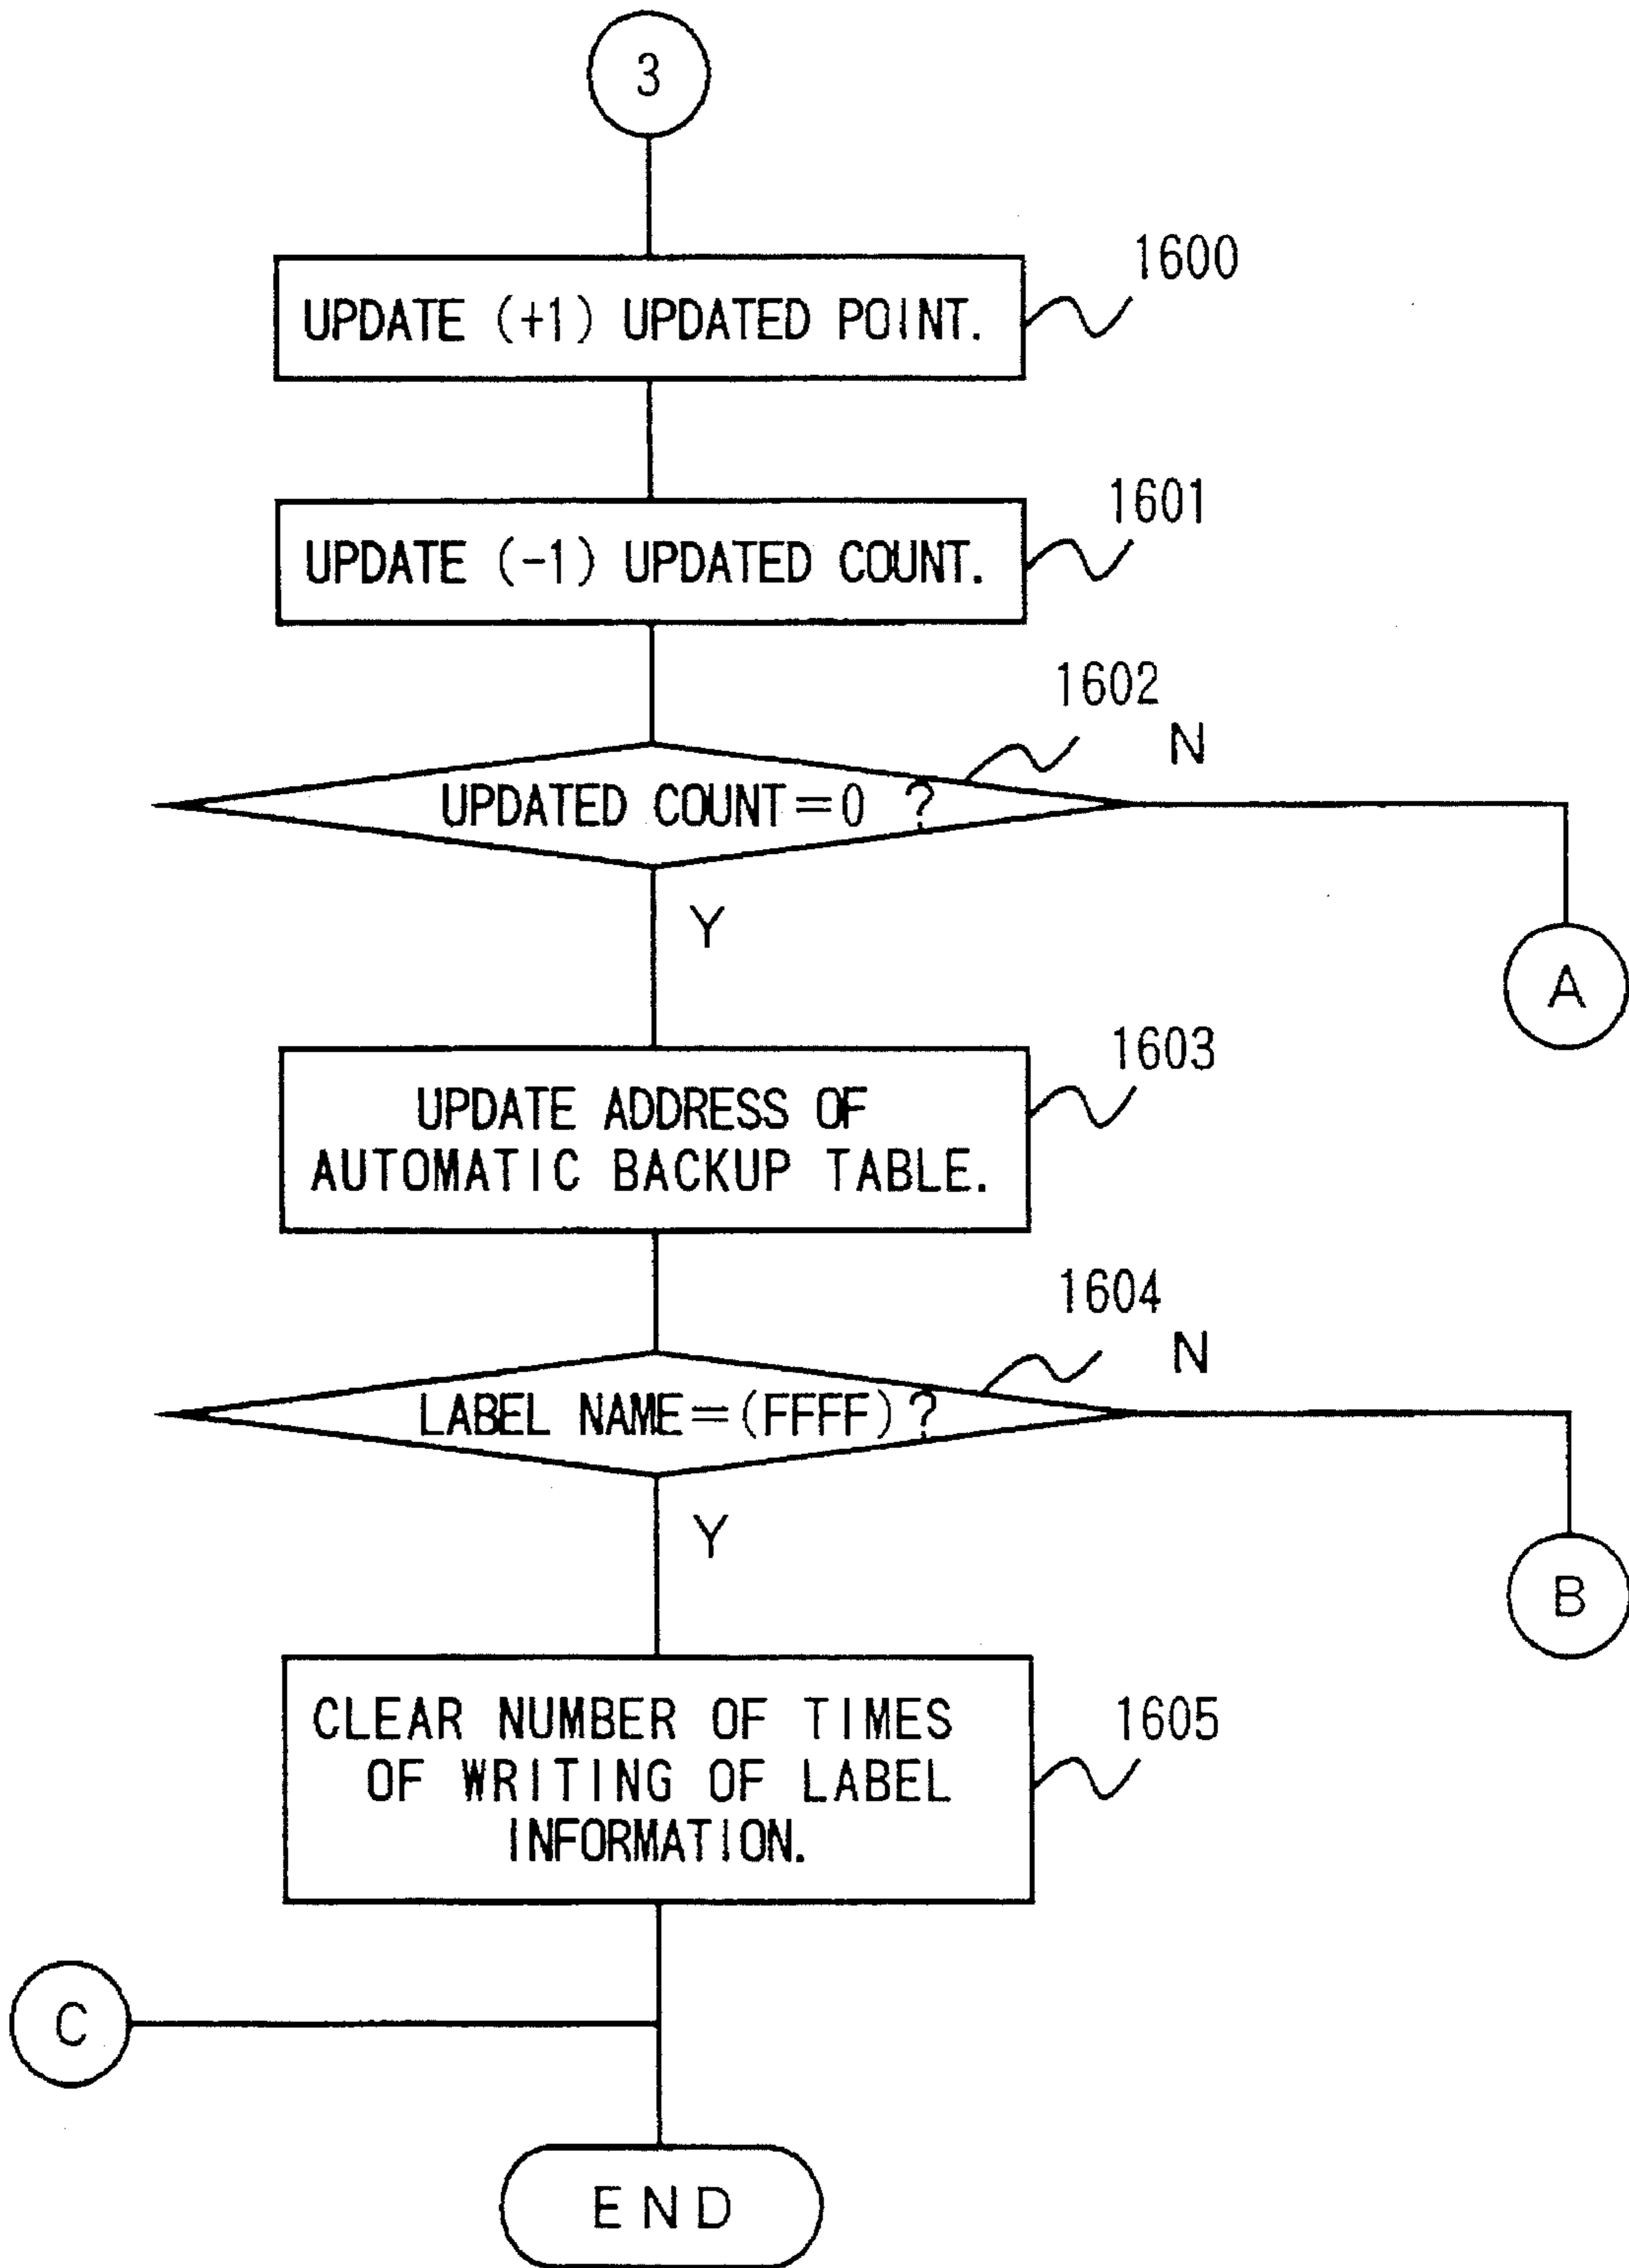 3
1600
UPDATE (+1) UPDATED POINT.
1601
UPDATE (-1) UPDATED COUNT.
1602
N
UPDATED COUNT=0 ?
Y
A
1603
UPDATE ADDRESS OF
AUTOMATIC BACKUP TABLE.
1604
N
LABEL NAME=(FFFF)?
Y
B
1605
CLEAR NUMBER OF TIMES
OF WRITING OF LABEL
INFORMATION.
C
END